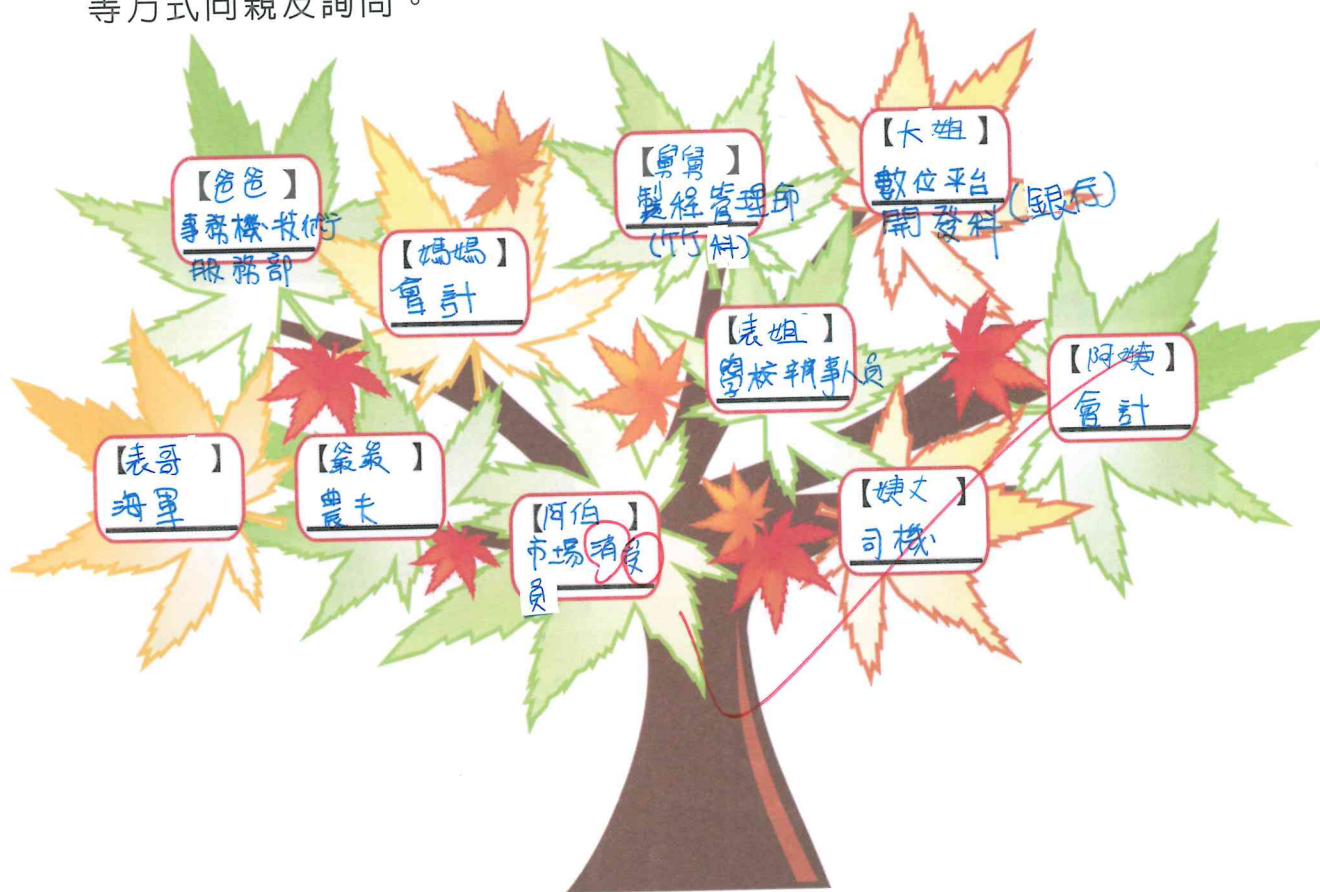 等方式向親友詢問。
【爸爸】
事務機技術
服務部
【媽媽】
會計
【舅舅】
製程管理師
(竹科)
【大姐】
數位平台
開發科(銀行)
【表姐】
學校辦事人員
【阿姨】
會計
【表哥】
海軍
【爺爺】
農夫
【阿伯】
市場消
員
【姨丈】
司機